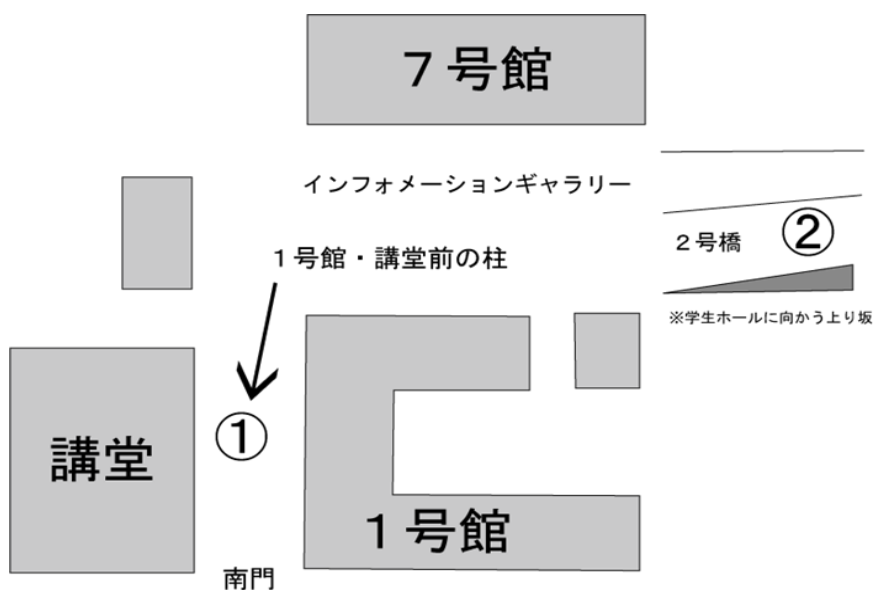 ７号館
インフォメーションギャラリー
２号橋
②
※学生ホールに向かう上り坂
１号館・講堂前の柱
①
講堂
１号館
南門